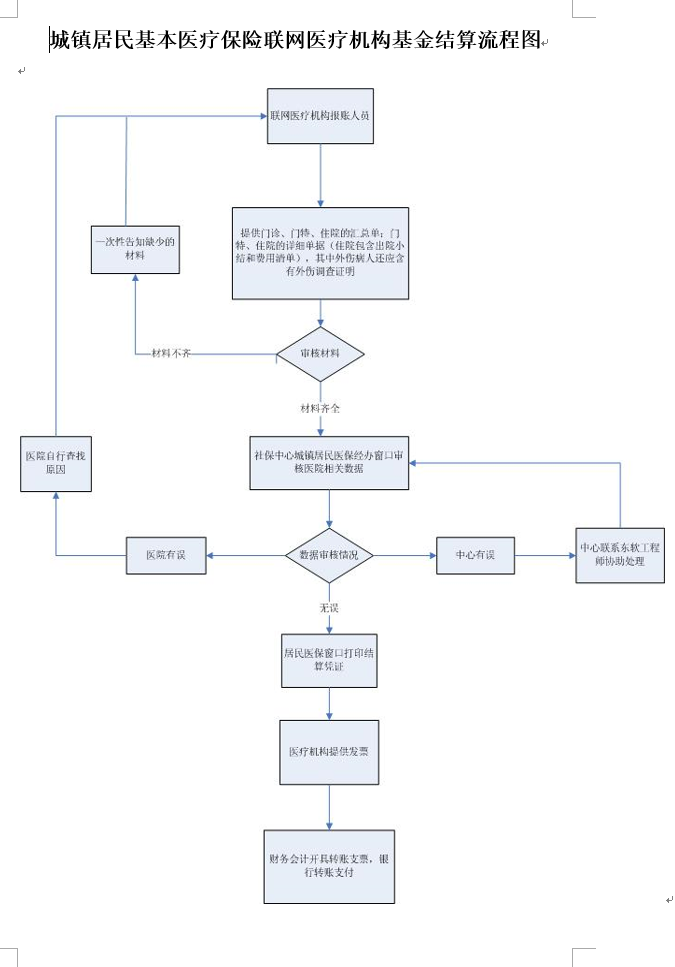 城镇居民基本医疗保险联网医疗机构基金结算流程图
联网医疗机构报账人员
提供门诊、门特、住院的汇总单；门
特、住院的详细单据（住院包含出院小
结和费用清单），其中外伤病人还应含
有外伤调查证明
一次性告知缺少的
材料
材料不齐
审核材料
材料齐全
医院自行查找
原因
社保中心城镇居民医保经办窗口审
核医院相关数据
医院有误
数据审核情况
中心有误
中心联系东软工程
师协助处理
无误
居民医保窗口打印结
算凭证
医疗机构提供发票
财务会计开具转账支票，银
行转账支付